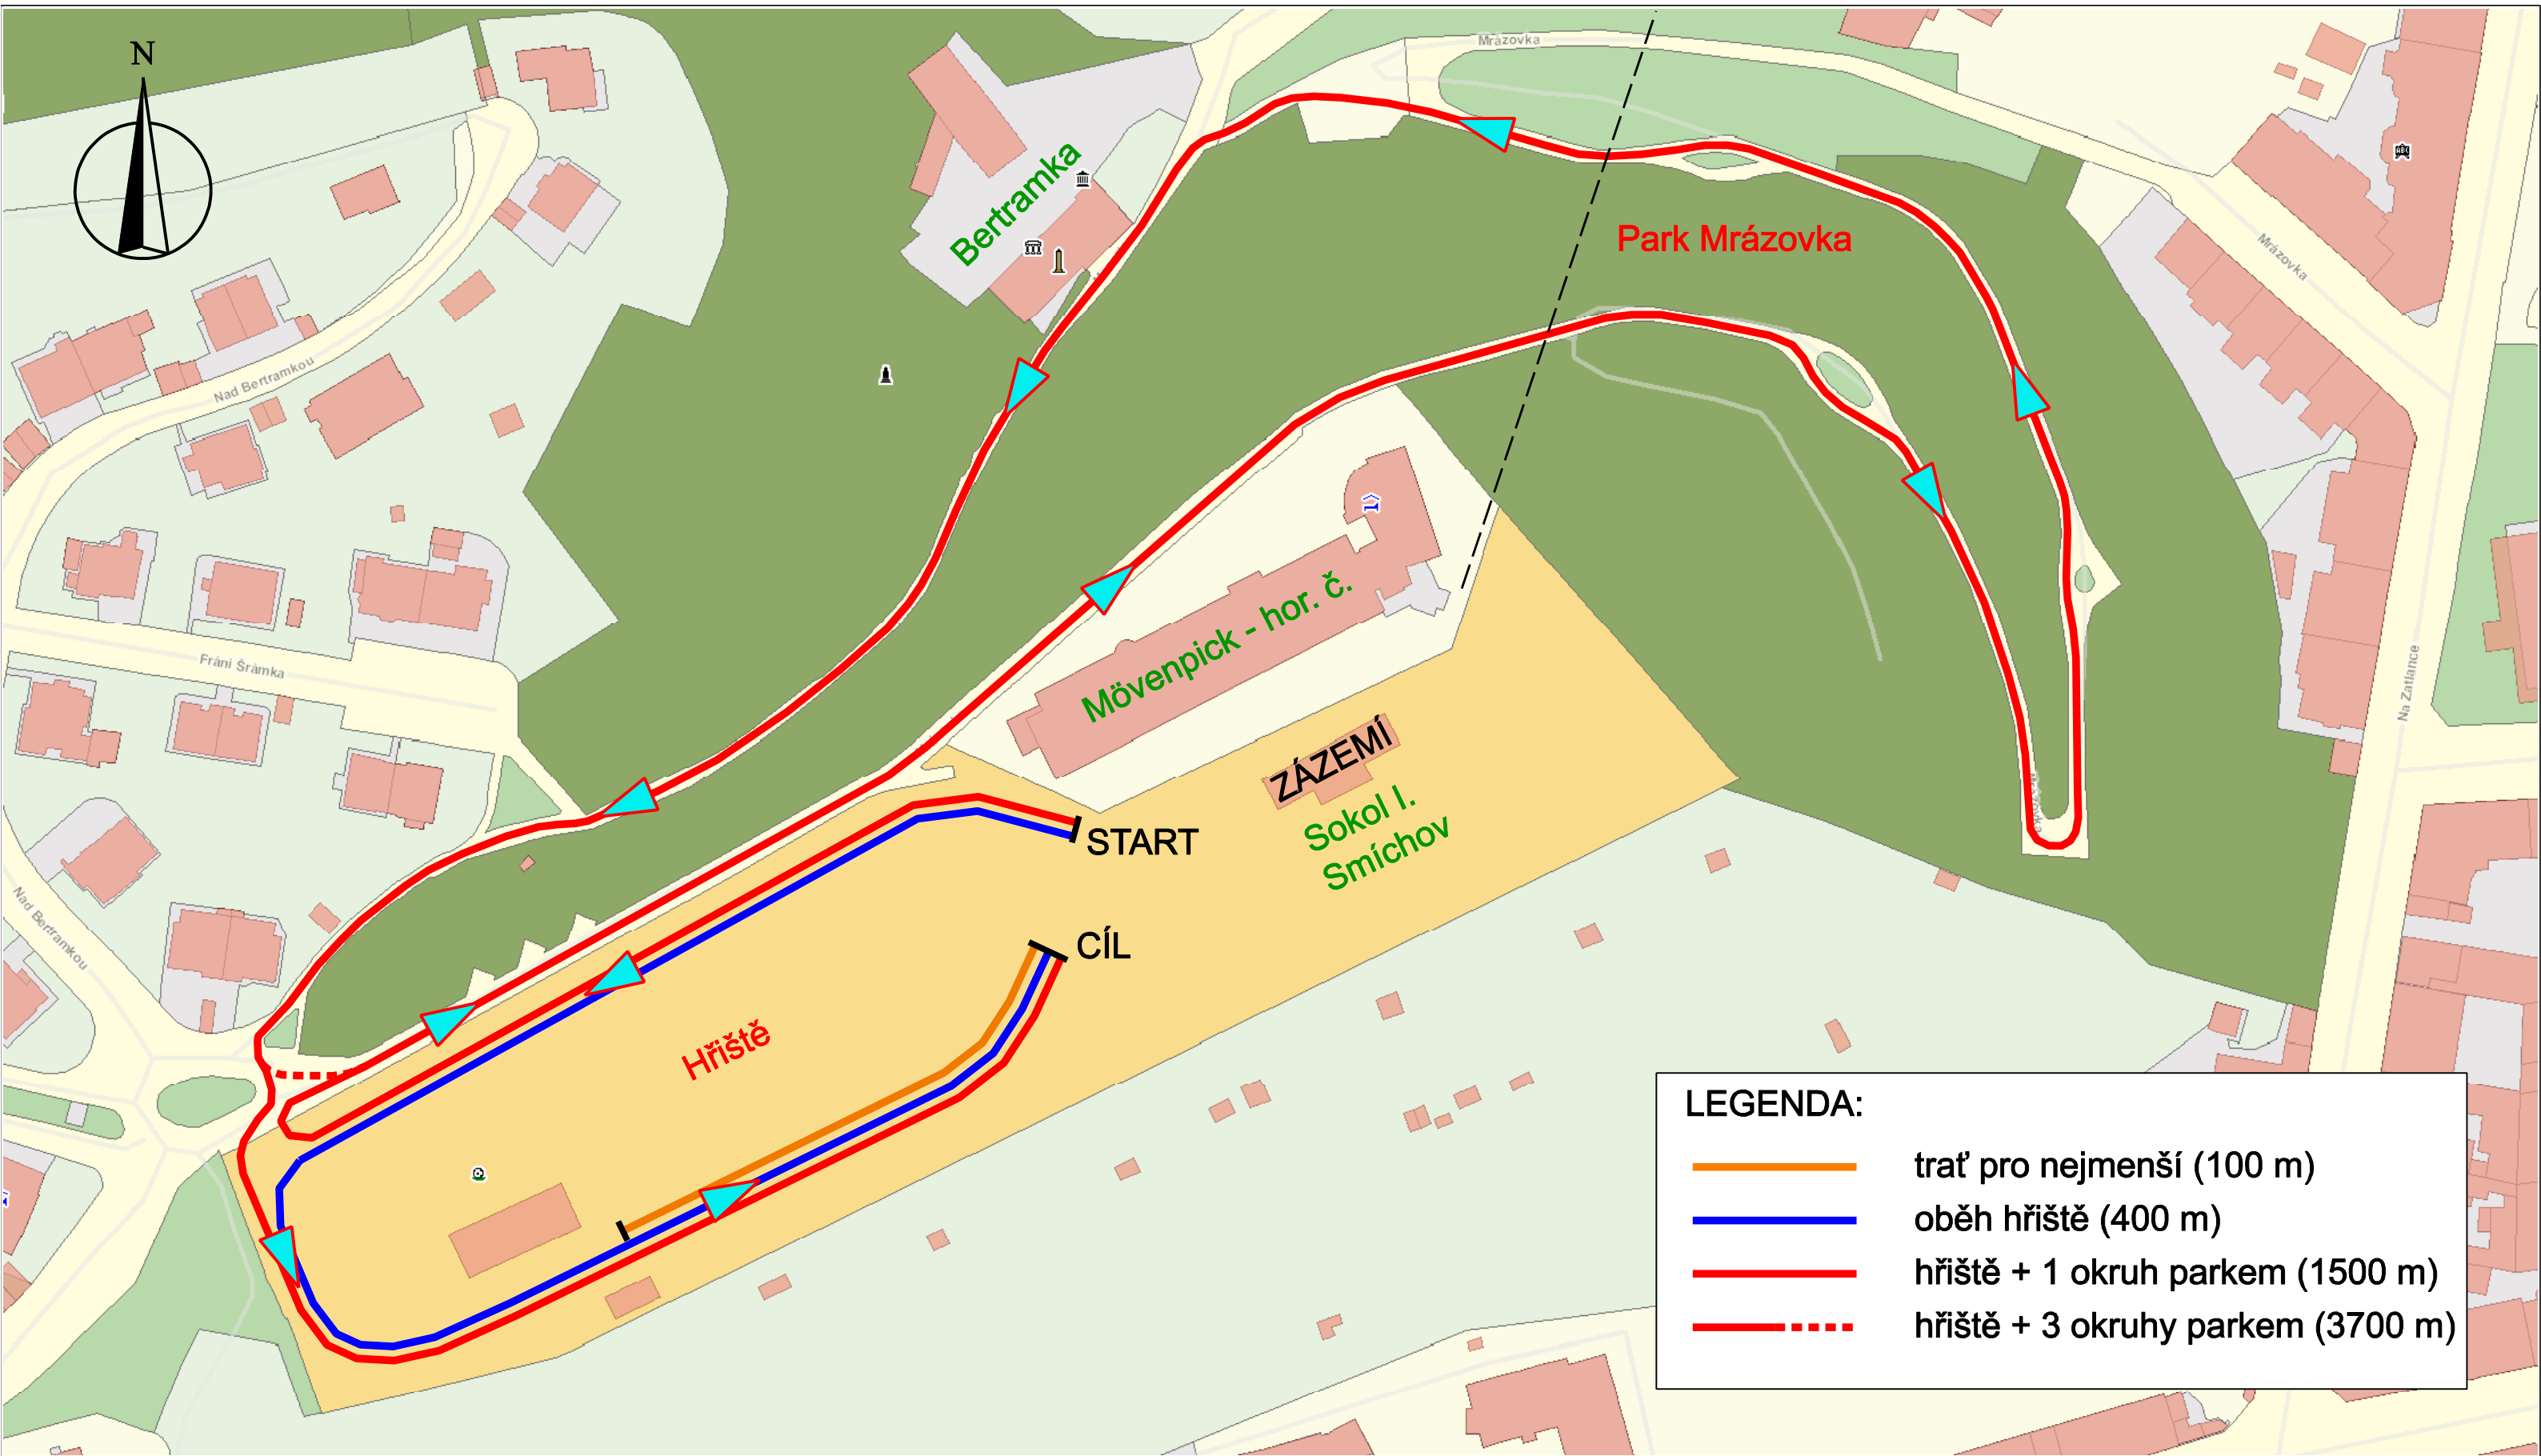 N
Mrázovka
Bertramka
Park Mrázovka
Mrázovka
Nad Bertramkou
Mövenpick - hor. č.
Fráni Šrámka
Na Zatlance
ZÁZEMÍ
Mrázovka
START
Sokol I.
Smíchov
Nad Bertramkou
CÍL
Hřiště
LEGENDA:
trať pro nejmenší (100 m)
oběh hřiště (400 m)
hřiště + 1 okruh parkem (1500 m)
hřiště + 3 okruhy parkem (3700 m)